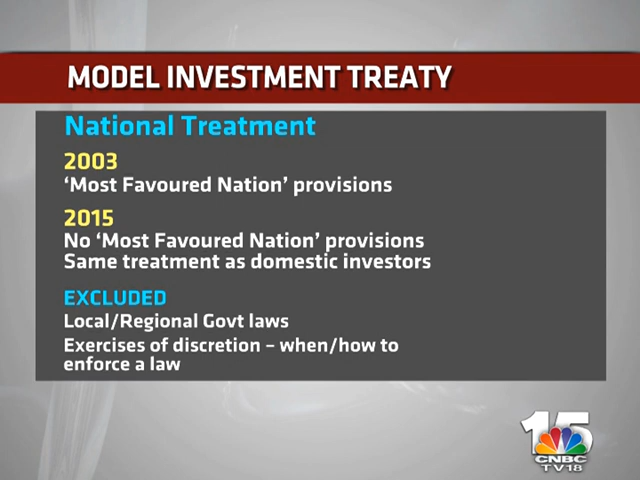 MODEL INVESTMENT TREATY
National Treatment
2003
‘Most Favoured Nation’ provisions
2015
No ‘Most Favoured Nation’ provisions
Same treatment as domestic investors
EXCLUDED
Local/Regional Govt laws
Exercises of discretion – when/how to
enforce a law
15
CNBC
TV18